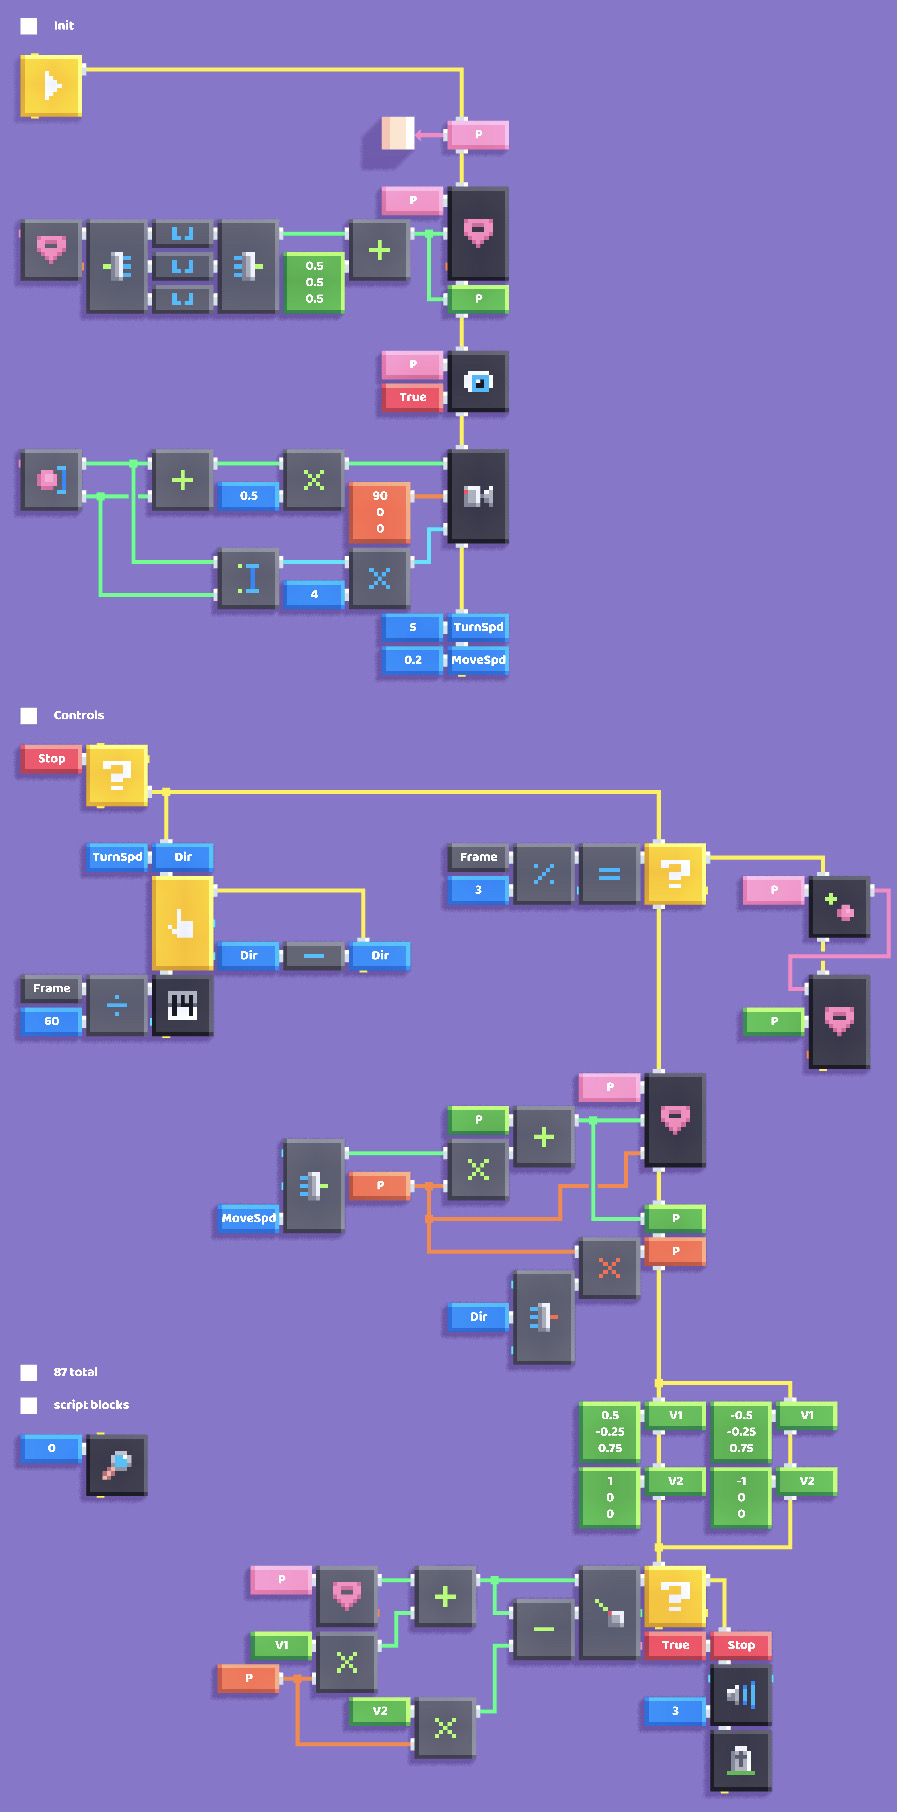 Init
P
P
0.5
0.5
0.5
P
P
True
0.5
90
0
0
4
5 TurnSpd
0.2 MoveSpd
Controls
Stop
TurnSpd Dir
Frame
3
P
Dir Dir
Frame
60
P
P
P
P
MoveSpd
P
P
Dir
87 total
script blocks
0
0.5
-0.25
0.75
V1
-0.5
-0.25
0.75
V1
1
0
0
V2
-1
0
0
V2
P
V1
True Stop
P
V2
3